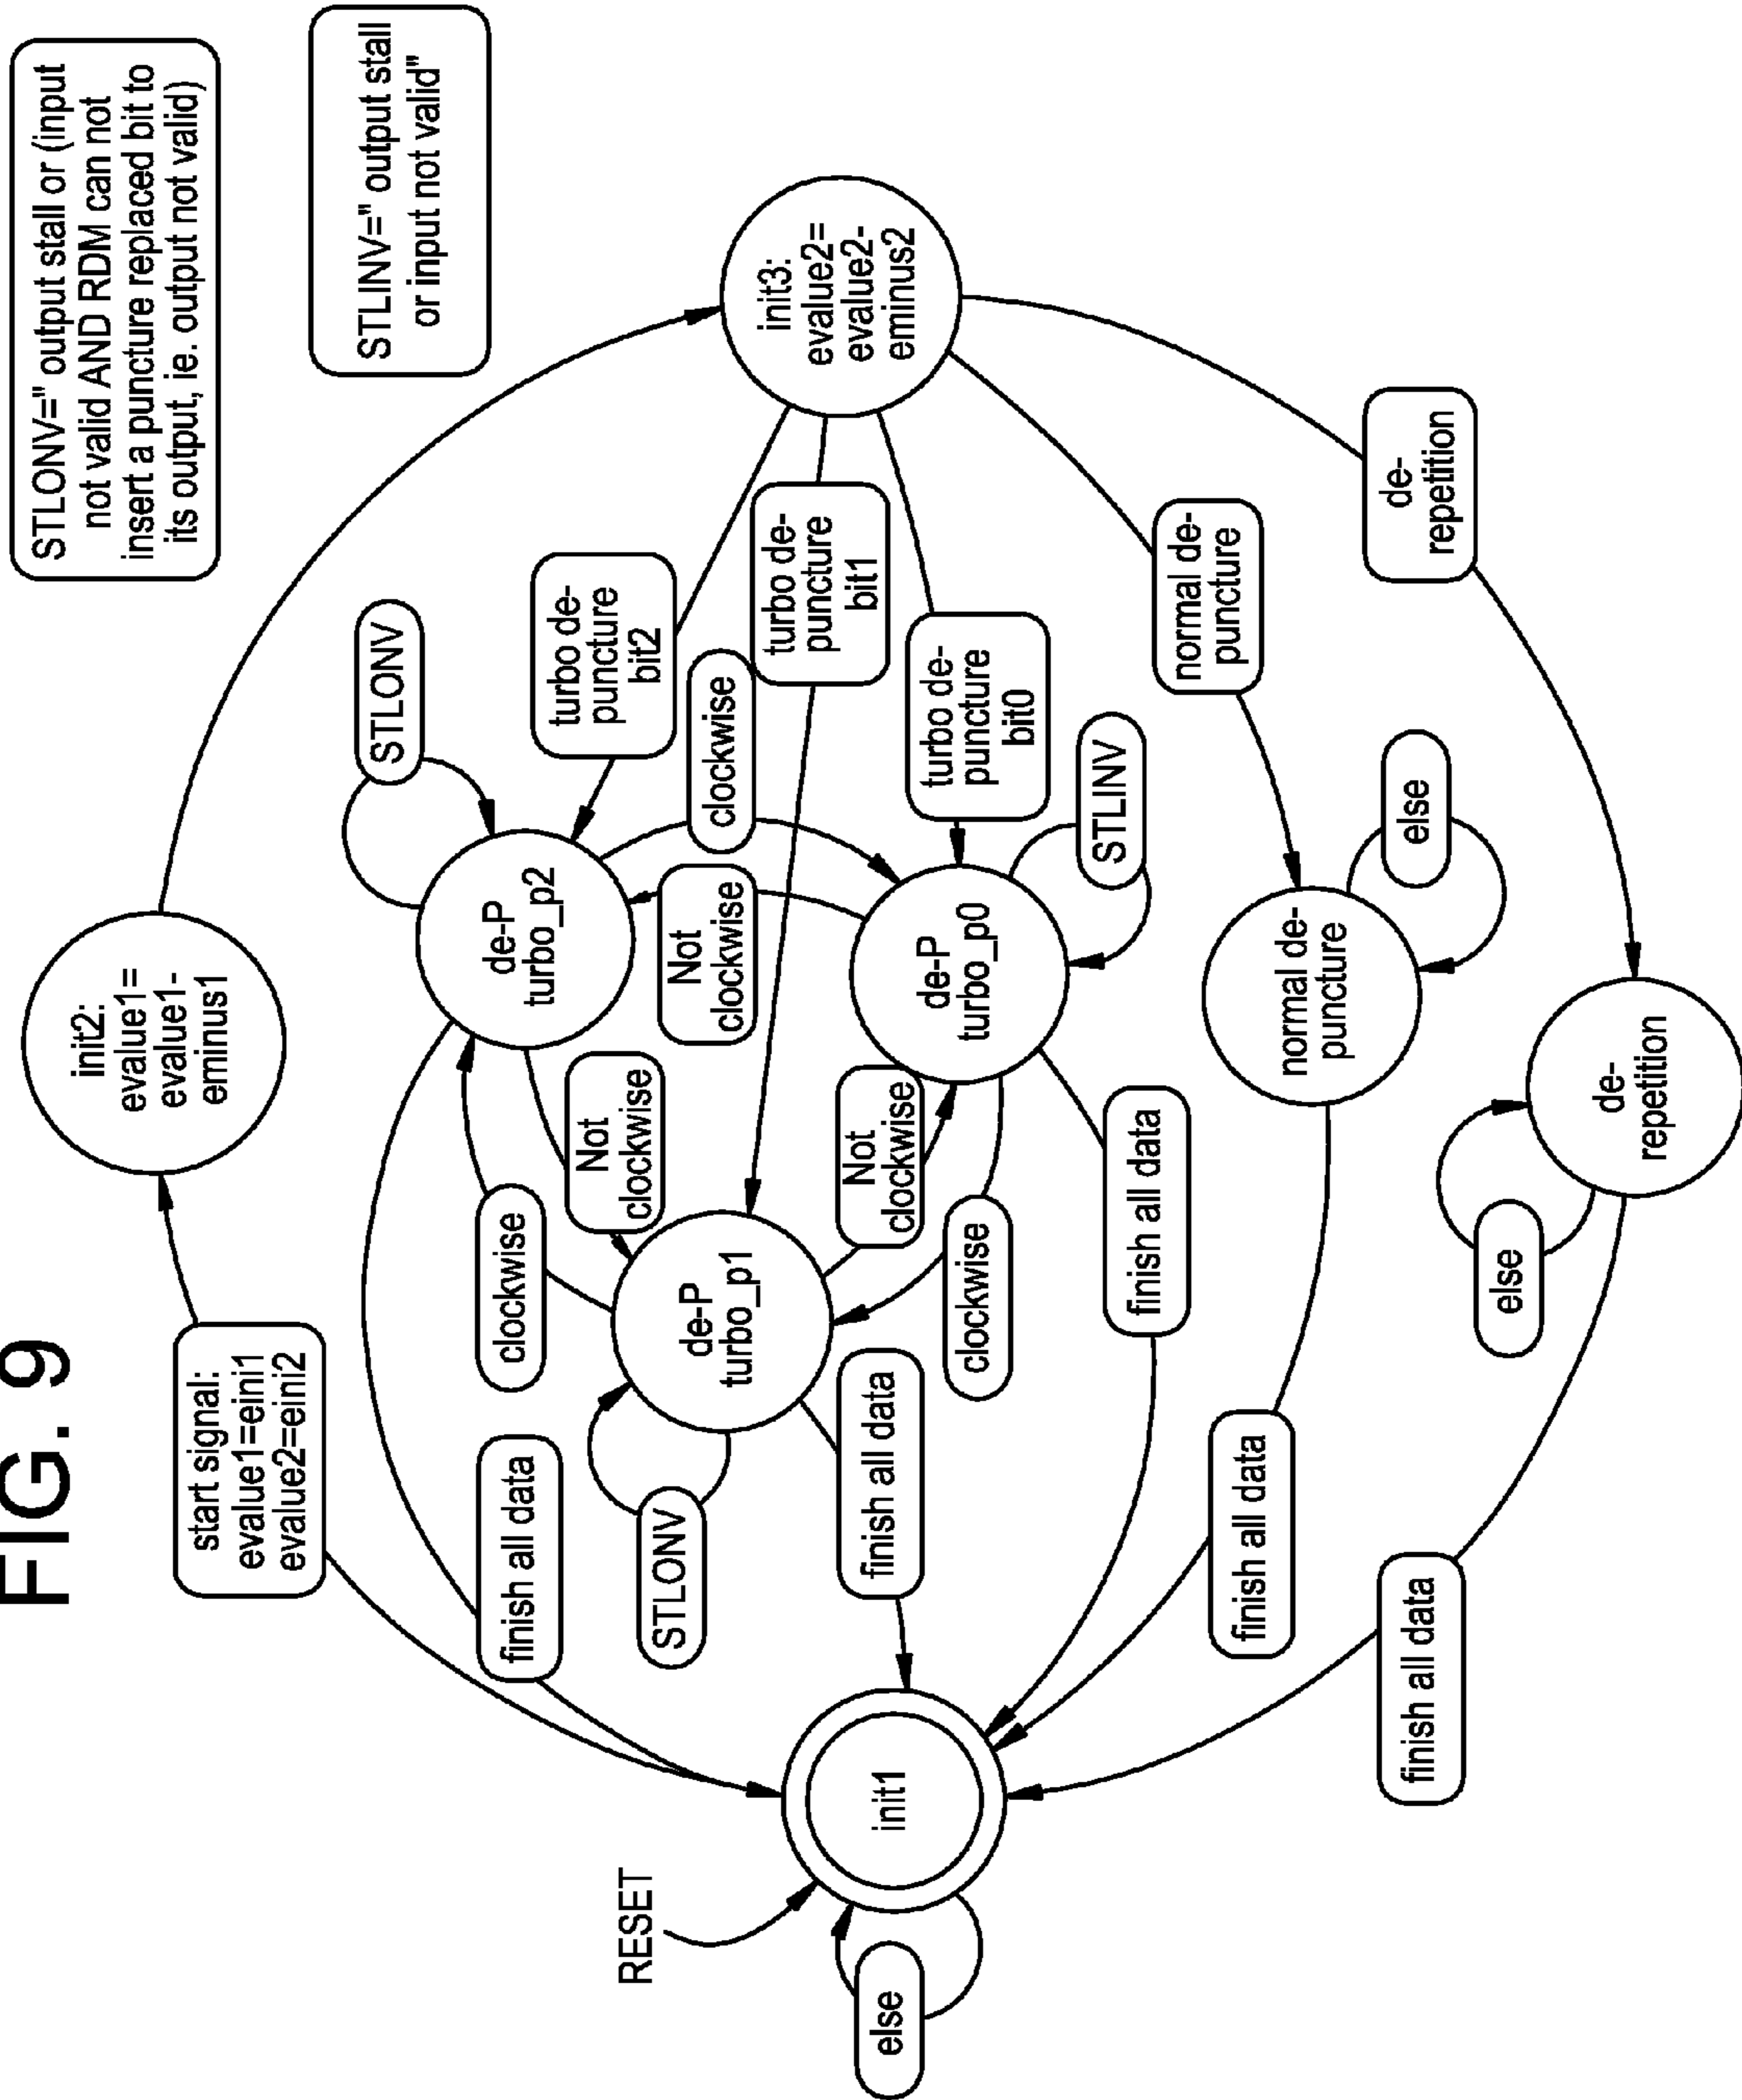 FIG. 9
STLONV=" output stall or (input
not valid AND RDM can not
insert a puncture replaced bit to
its output, ie. output not valid)
STLINV=" output stall
or input not valid"
start signal:
evalue1=eini1
evalue2=eini2
init2:
evalue1=
evalue1-
eminus1
init3:
evalue2=
evalue2-
eminus2
STLONV
de-P
turbo_p2
turbo de-
puncture
bit2
clockwise
turbo de-
puncture
bit1
Not
clockwise
Not
clockwise
clockwise
finish all data
STLONV
de-P
turbo_p1
Not
clockwise
de-P
turbo_p0
turbo de-
puncture
bit0
STLINV
clockwise
finish all data
finish all data
RESET
init1
else
normal de-
puncture
normal de-
puncture
else
finish all data
de-
repetition
de-
repetition
else
finish all data